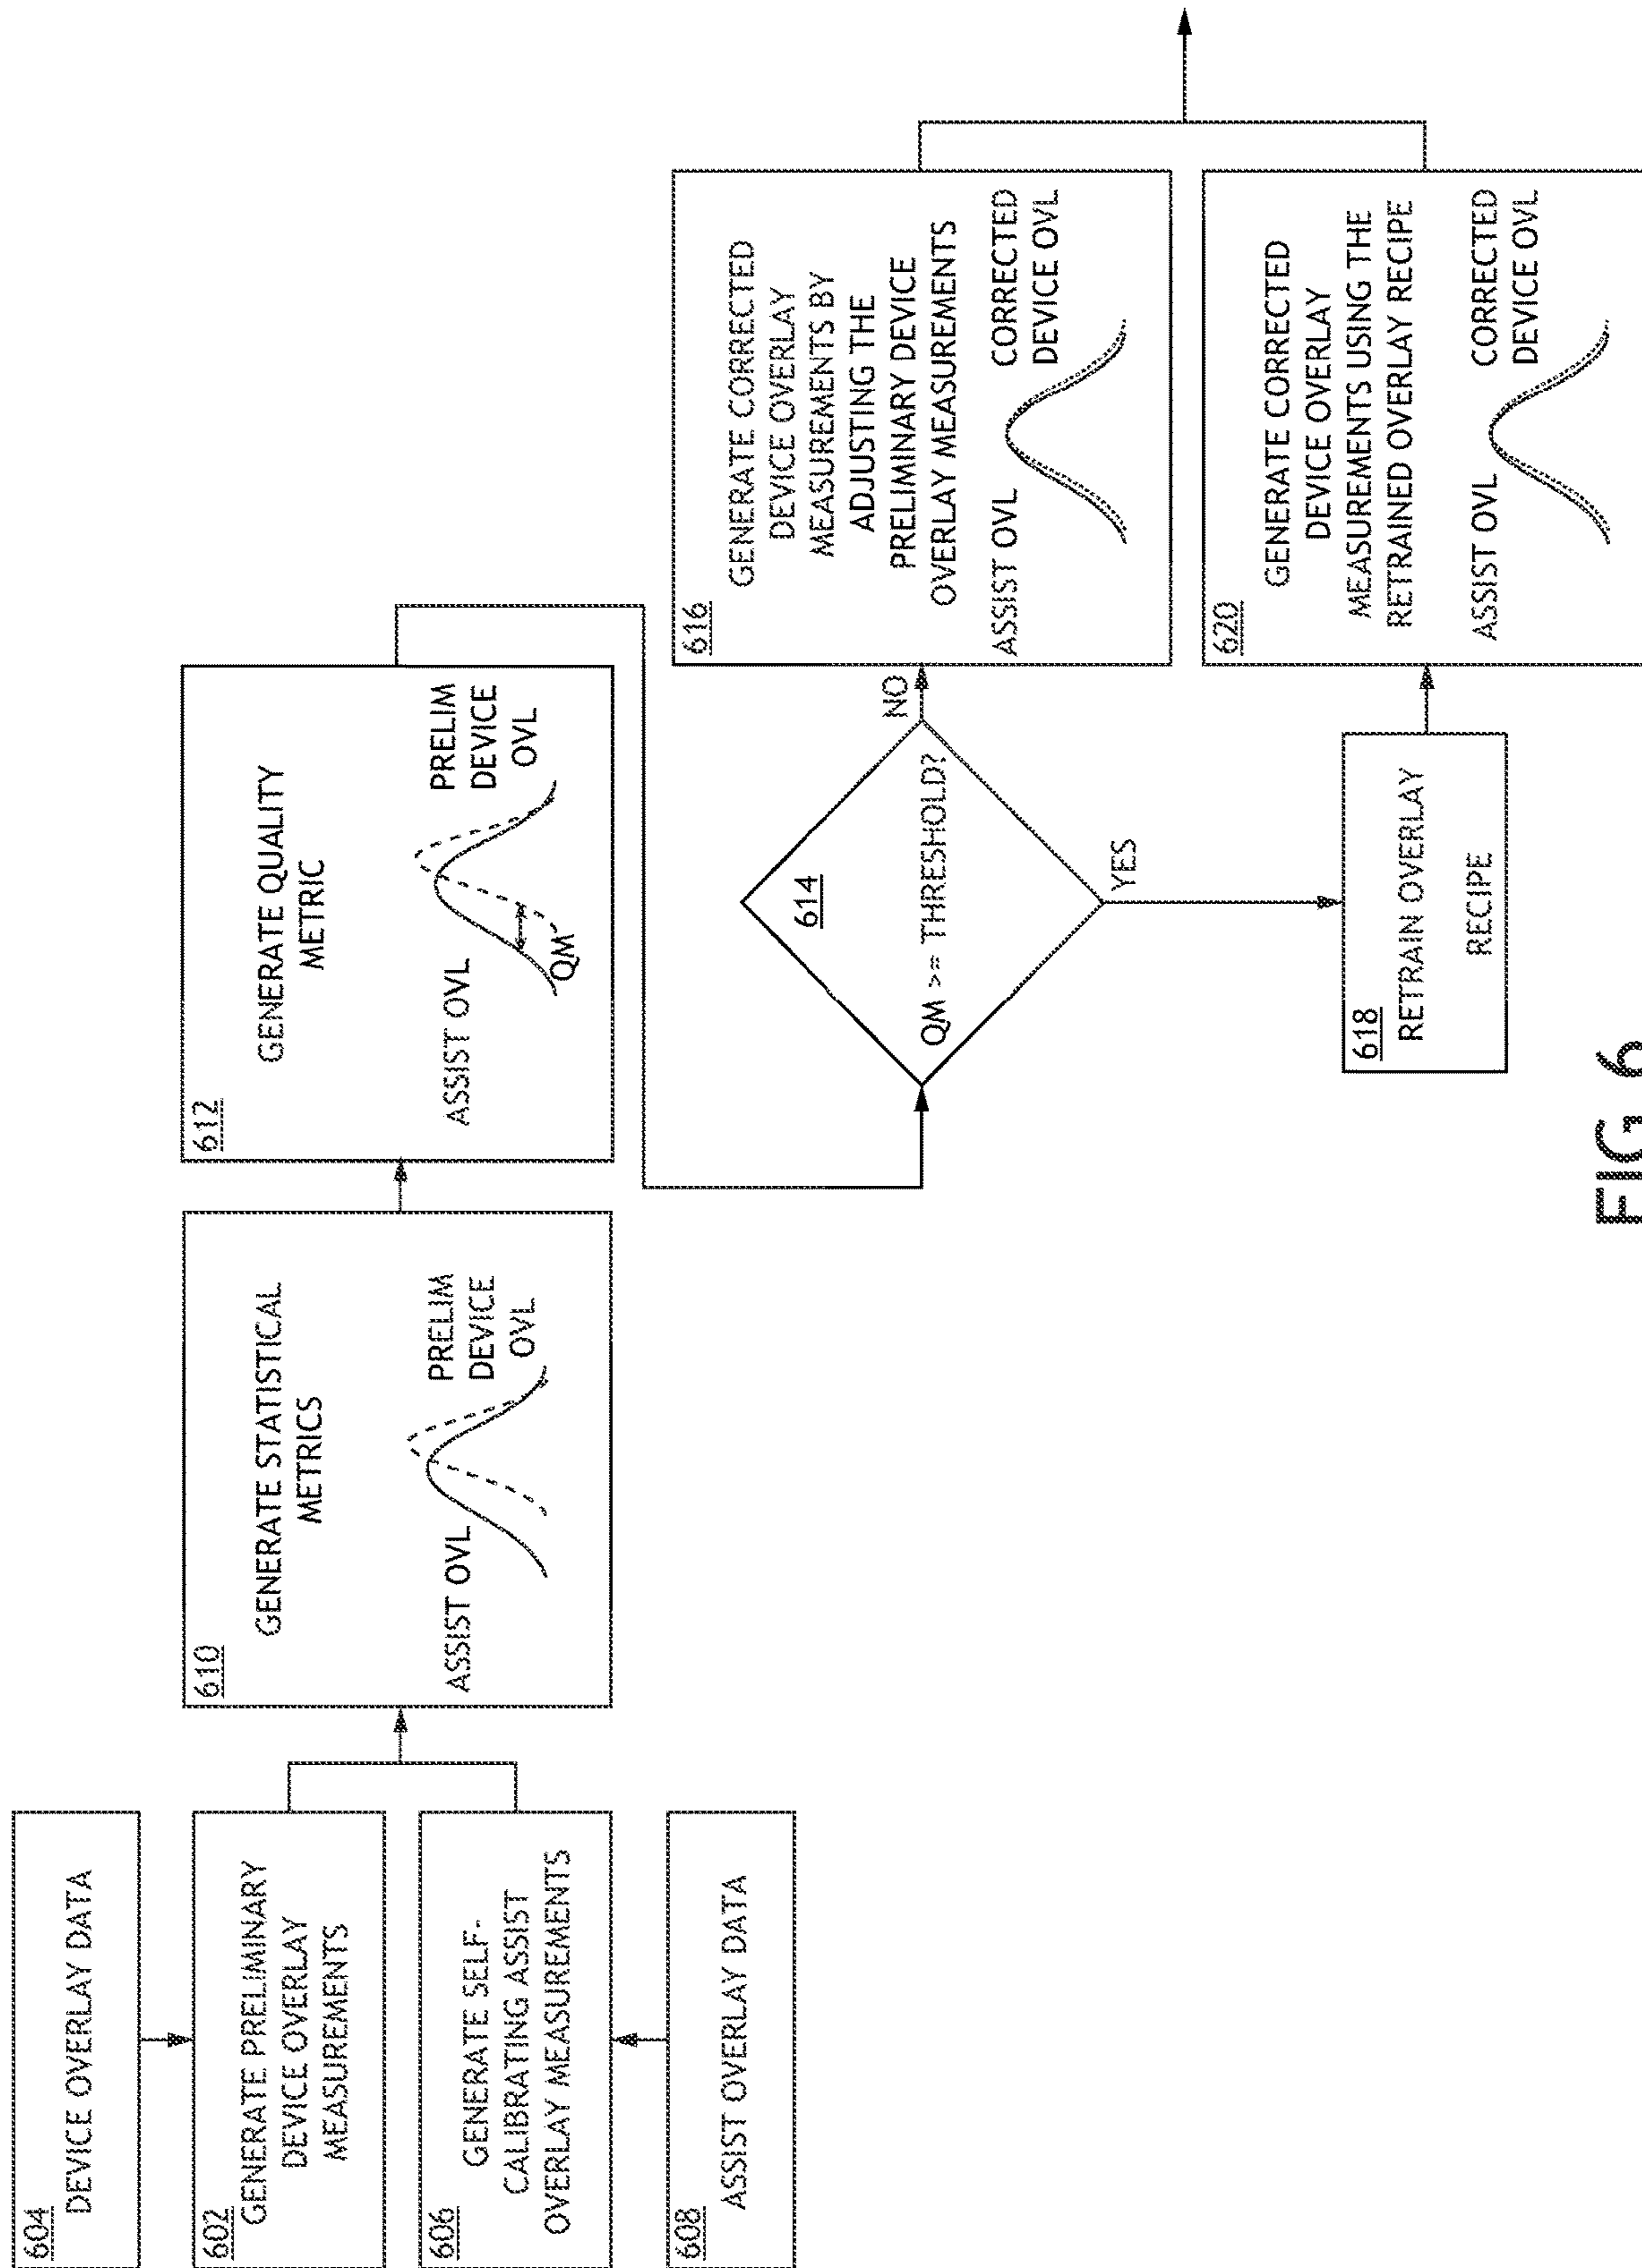 604
DEVICE OVERLAY DATA
602
GENERATE PRELIMINARY
DEVICE OVERLAY
MEASUREMENTS
606
GENERATE SELF-
CALIBRATING ASSIST
OVERLAY MEASUREMENTS
608
ASSIST OVERLAY DATA
610
GENERATE STATISTICAL
METRICS
ASSIST OVL
PRELIM
DEVICE
OVL
612
GENERATE QUALITY
METRIC
ASSIST OVL
PRELIM
DEVICE
OVL
QM
614
QM >= THRESHOLD?
NO
YES
616
GENERATE CORRECTED
DEVICE OVERLAY
MEASUREMENTS BY
ADJUSTING THE
PRELIMINARY DEVICE
OVERLAY MEASUREMENTS
ASSIST OVL
CORRECTED
DEVICE OVL
618
RETRAIN OVERLAY
RECIPE
620
GENERATE CORRECTED
DEVICE OVERLAY
MEASUREMENTS USING THE
RETRAINED OVERLAY RECIPE
ASSIST OVL
CORRECTED
DEVICE OVL
FIG 6